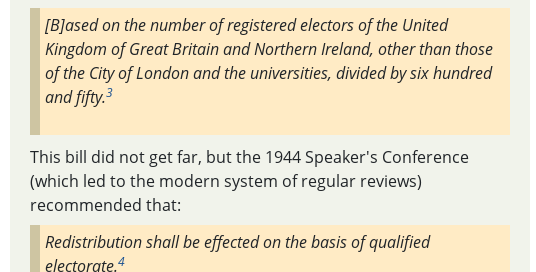 [B]ased on the number of registered electors of the United
Kingdom of Great Britain and Northern Ireland, other than those
of the City of London and the universities, divided by six hundred
and fifty.3
This bill did not get far, but the 1944 Speaker's Conference
(which led to the modern system of regular reviews)
recommended that:
Redistribution shall be effected on the basis of qualified
electorate.4